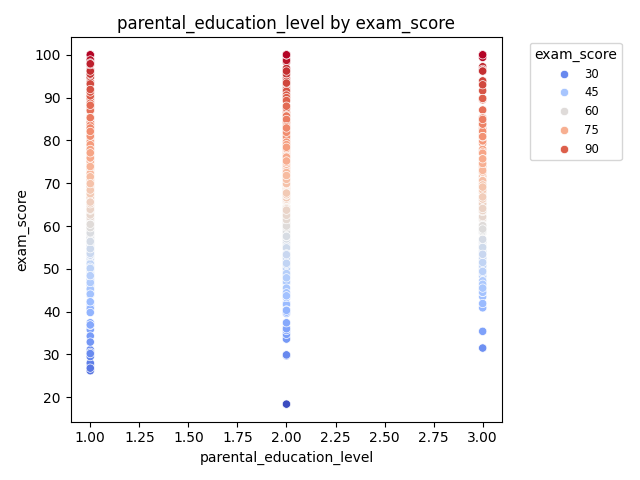 parental_education_level by exam_score
exam_score
100
90
80
70
60
50
40
30
20
1.00 1.25 1.50 1.75 2.00 2.25 2.50 2.75 3.00
parental_education_level
exam_score
30
45
60
75
90